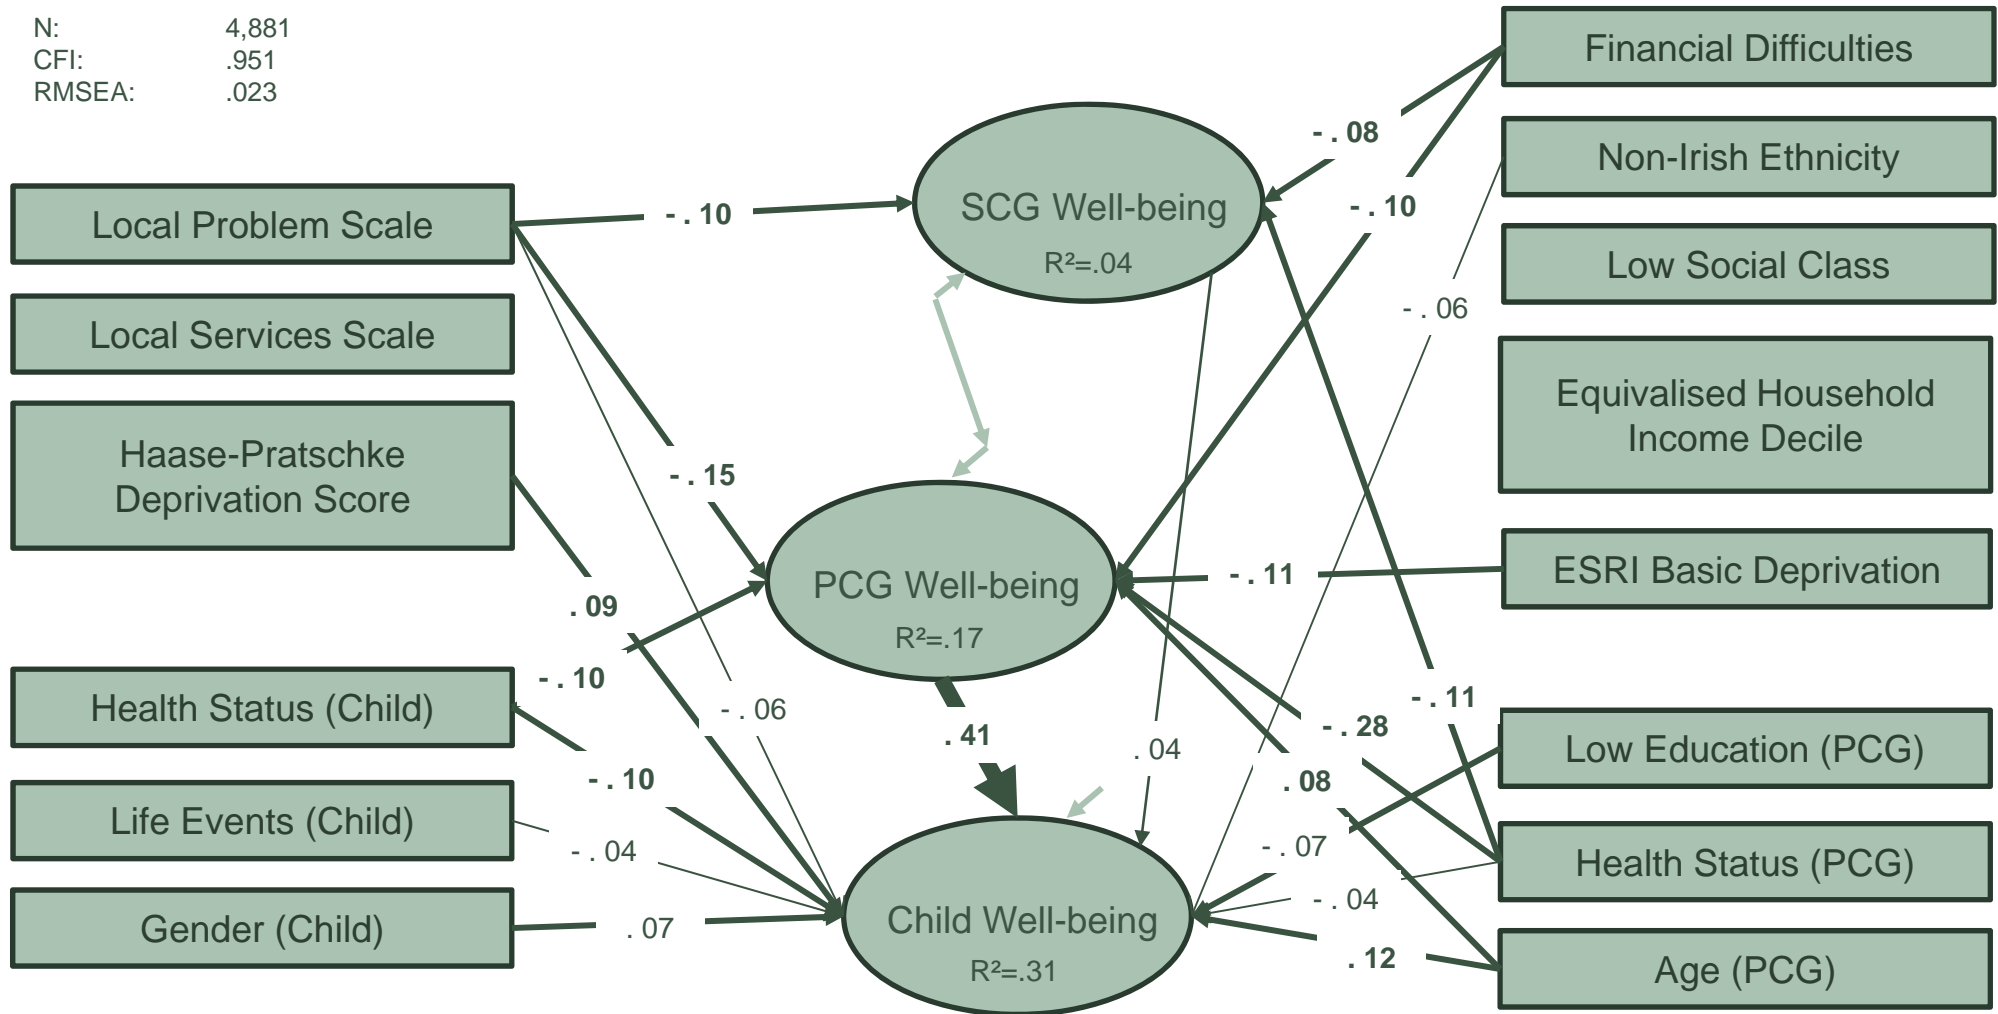 N: 4,881
CFI: .951
RMSEA: .023
Financial Difficulties
Non-Irish Ethnicity
Low Social Class
Equivalised Household
Income Decile
ESRI Basic Deprivation
Low Education (PCG)
Health Status (PCG)
Age (PCG)
Local Problem Scale
Local Services Scale
Haase-Pratschke
Deprivation Score
Health Status (Child)
Life Events (Child)
Gender (Child)
SCG Well-being
R²=.04
PCG Well-being
R²=.17
Child Well-being
R²=.31
- . 08
- . 10
- . 10
- . 06
- . 15
- . 11
. 09
- . 10
- . 06
- . 11
- . 28
. 41
. 04
- . 10
. 08
- . 04
- . 07
- . 04
. 07
. 12